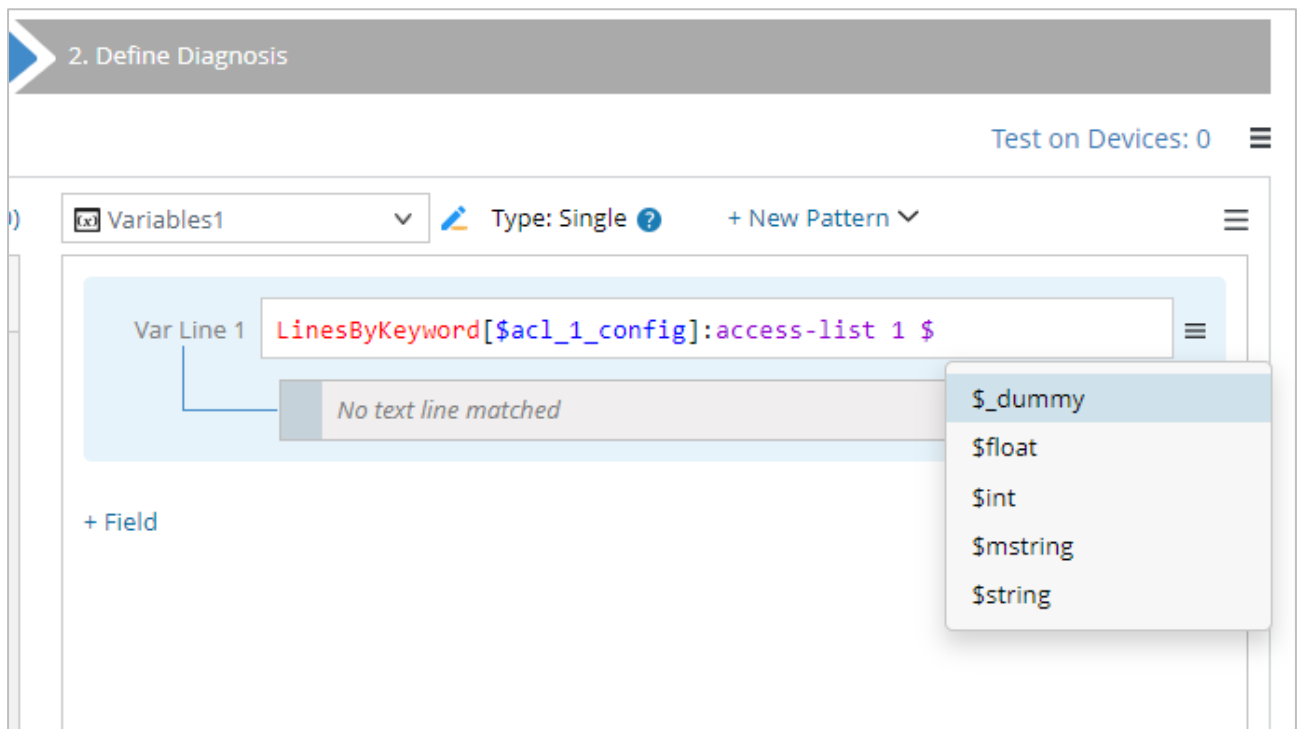 2. Define Diagnosis
Test on Devices: 0
Variables1
Type: Single
+ New Pattern
Var Line 1
LinesByKeyword[$acl_1_config]:access-list 1 $
No text line matched
$_dummy
$float
$int
$mstring
$string
+ Field